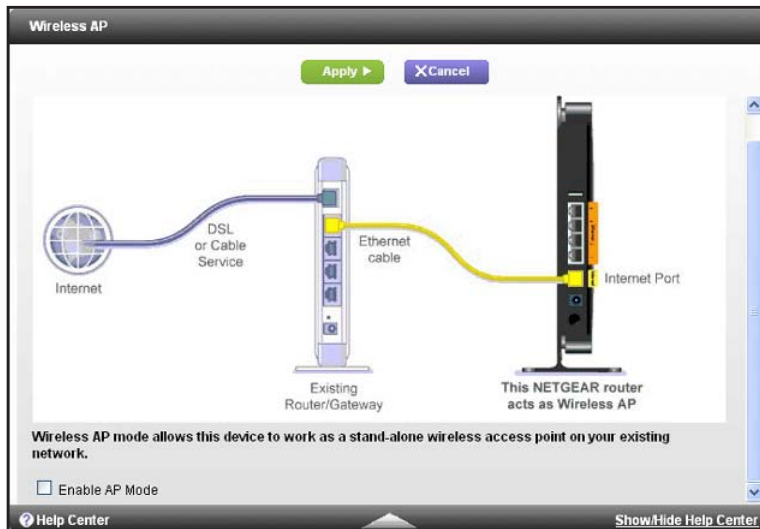 Wireless AP
Apply
Cancel
DSL
or Cable
Service
Ethernet
cable
Internet
Internet Port
Existing
Router/Gateway
This NETGEAR router
acts as Wireless AP
Wireless AP mode allows this device to work as a stand-alone wireless access point on your existing
network.
Enable AP Mode
Help Center
Show/Hide Help Center